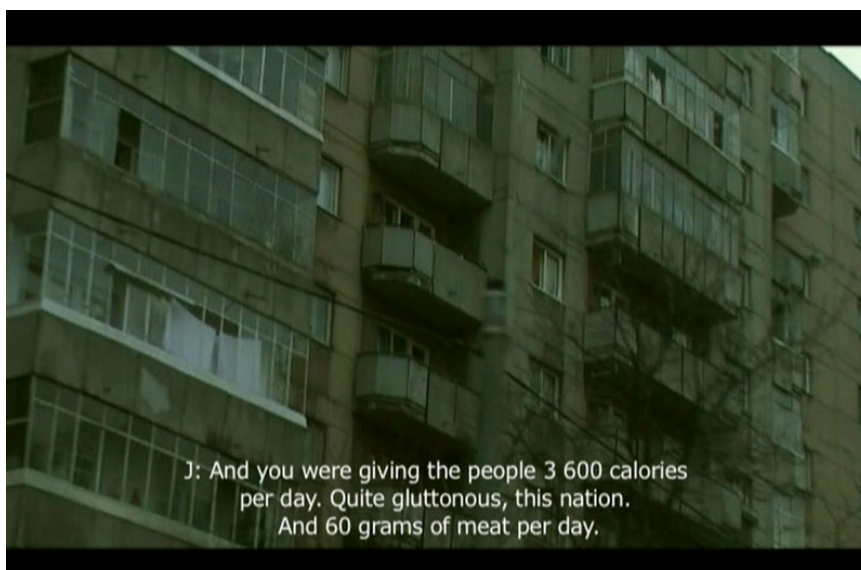 J: And you were giving the people 3 600 calories
per day. Quite gluttonous, this nation.
And 60 grams of meat per day.